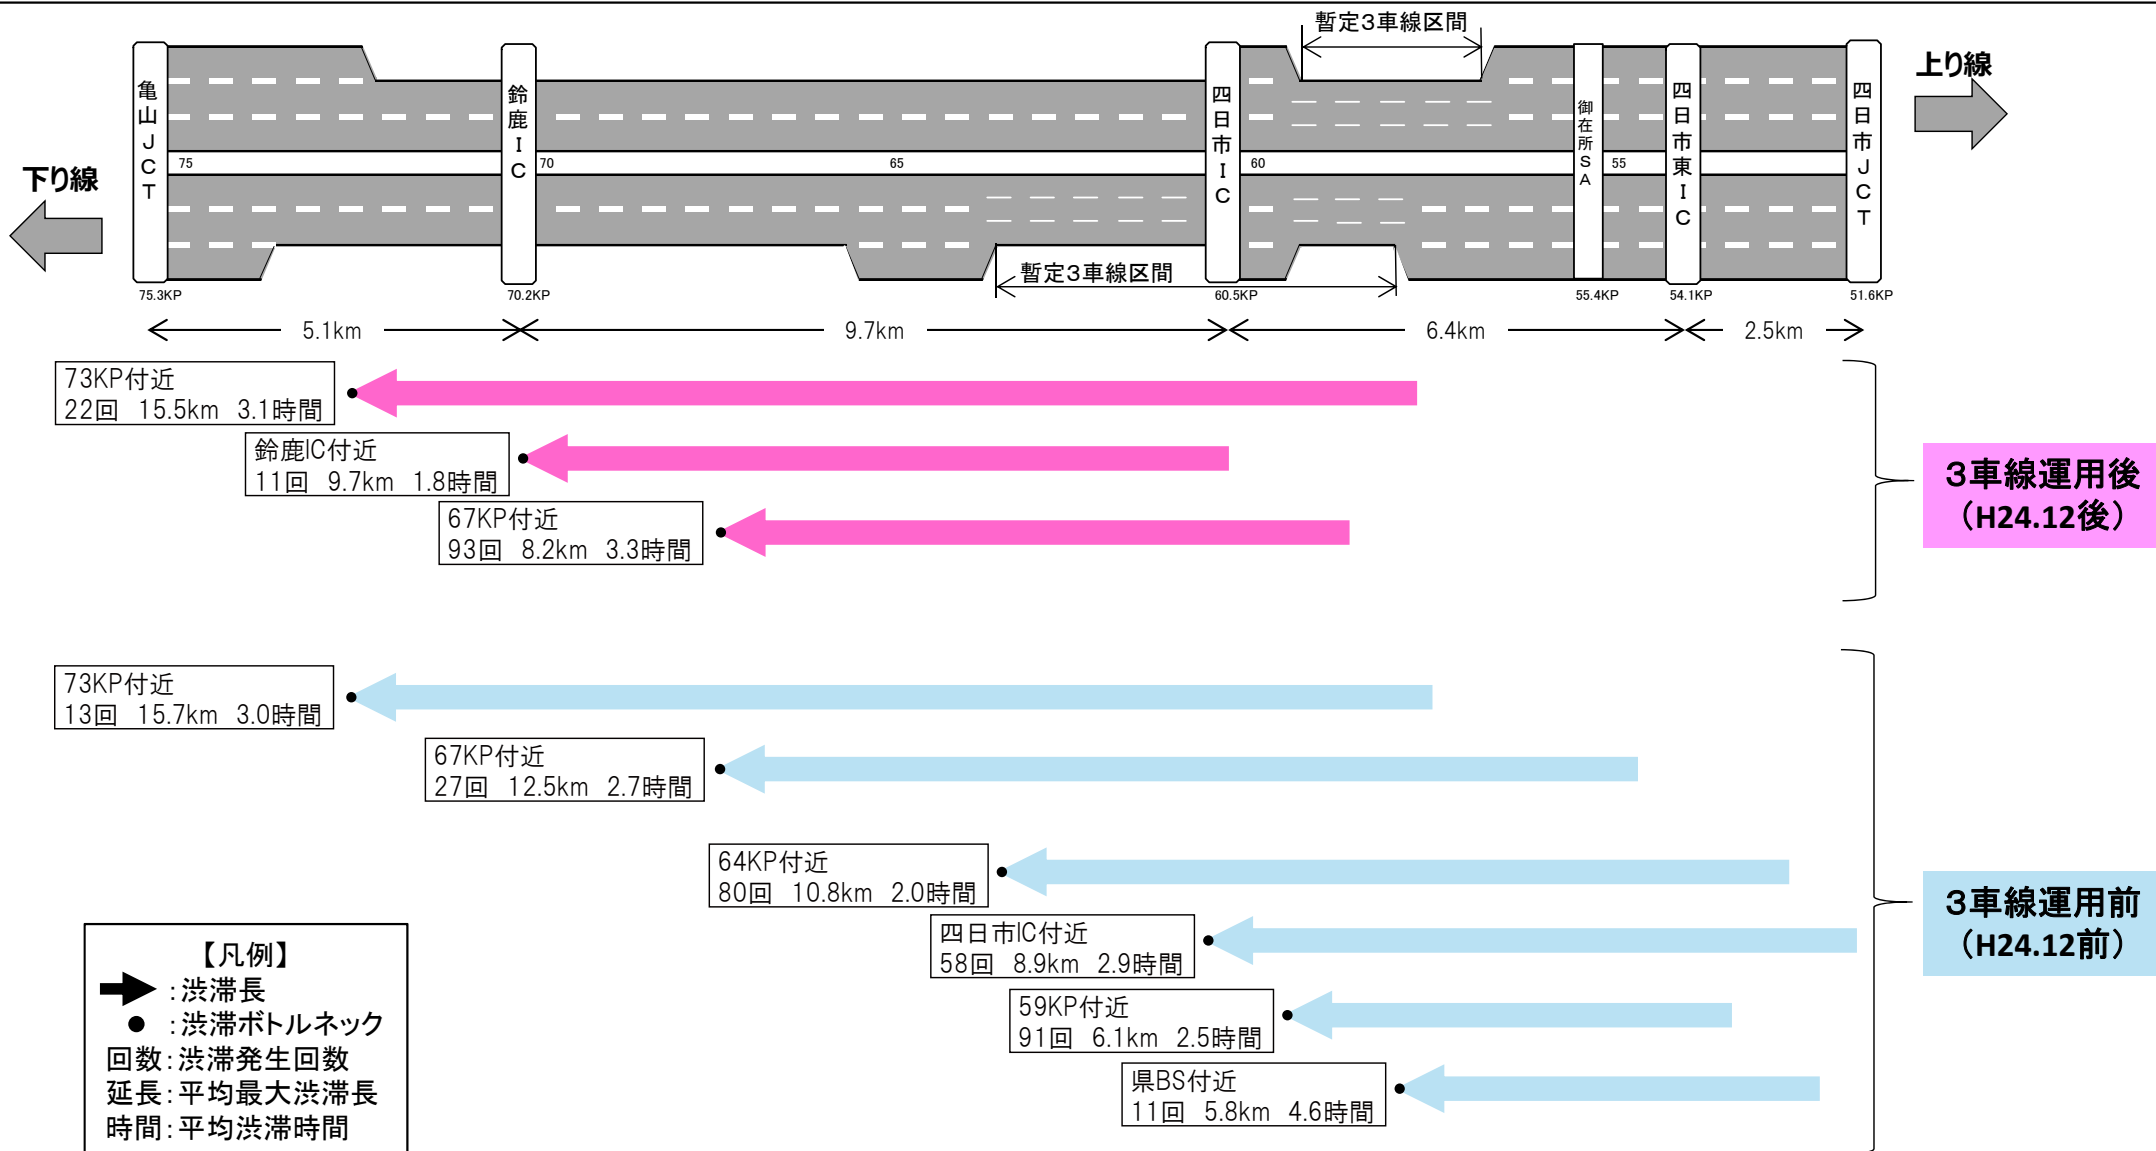 暫定３車線区間
上り線
下り線
亀山ＪＣＴ
鈴鹿ＩＣ
四日市ＩＣ
御在所ＳＡ
四日市東ＩＣ
四日市ＪＣＴ
75
70
65
60
55
暫定３車線区間
75.3KP
70.2KP
60.5KP
55.4KP
54.1KP
51.6KP
5.1km
9.7km
6.4km
2.5km
73KP付近
22回 15.5km 3.1時間
鈴鹿IC付近
11回 9.7km 1.8時間
67KP付近
93回 8.2km 3.3時間
３車線運用後
（H24.12後）
73KP付近
13回 15.7km 3.0時間
67KP付近
27回 12.5km 2.7時間
64KP付近
80回 10.8km 2.0時間
四日市IC付近
58回 8.9km 2.9時間
59KP付近
91回 6.1km 2.5時間
県BS付近
11回 5.8km 4.6時間
３車線運用前
（H24.12前）
【凡例】
：渋滞長
：渋滞ボトルネック
回数：渋滞発生回数
延長：平均最大渋滞長
時間：平均渋滞時間